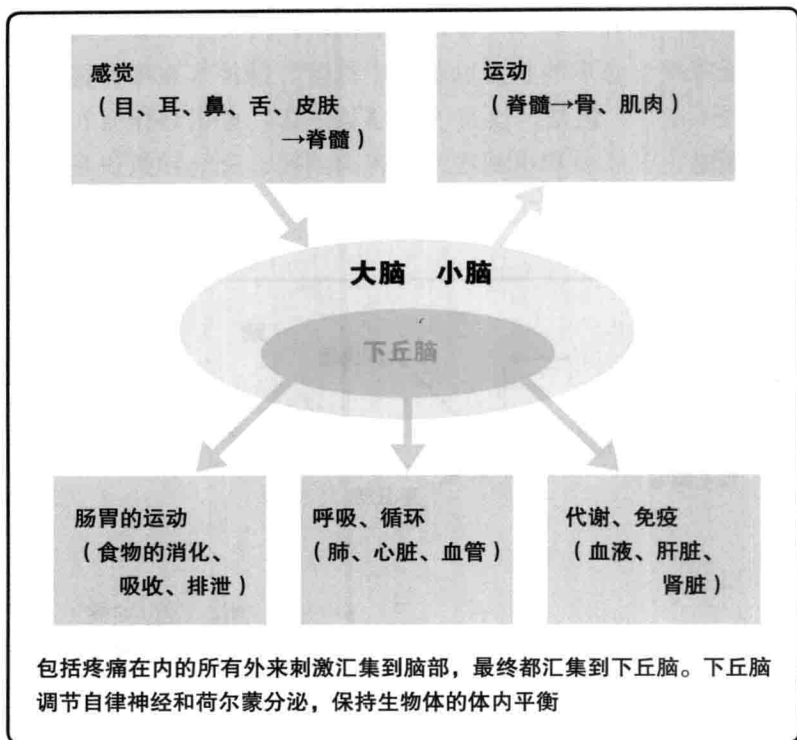 感觉
（目、耳、鼻、舌、皮肤
→脊髓）
运动
（脊髓→骨、肌肉）
大脑　小脑
下丘脑
肠胃的运动
（食物的消化、
吸收、排泄）
呼吸、循环
（肺、心脏、血管）
代谢、免疫
（血液、肝脏、
肾脏）
包括疼痛在内的所有外来刺激汇集到脑部，最终都汇集到下丘脑。下丘脑
调节自律神经和荷尔蒙分泌，保持生物体的体内平衡